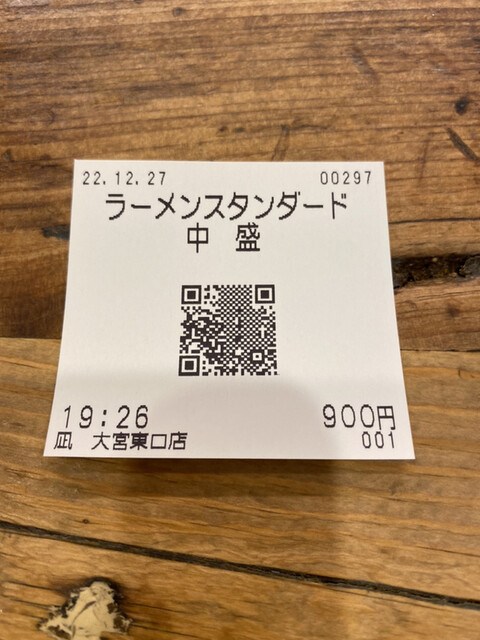 22.12.27 00297
ラーメンスタンダード
中 盛
19:26 900円
凪 大宮東口店 001